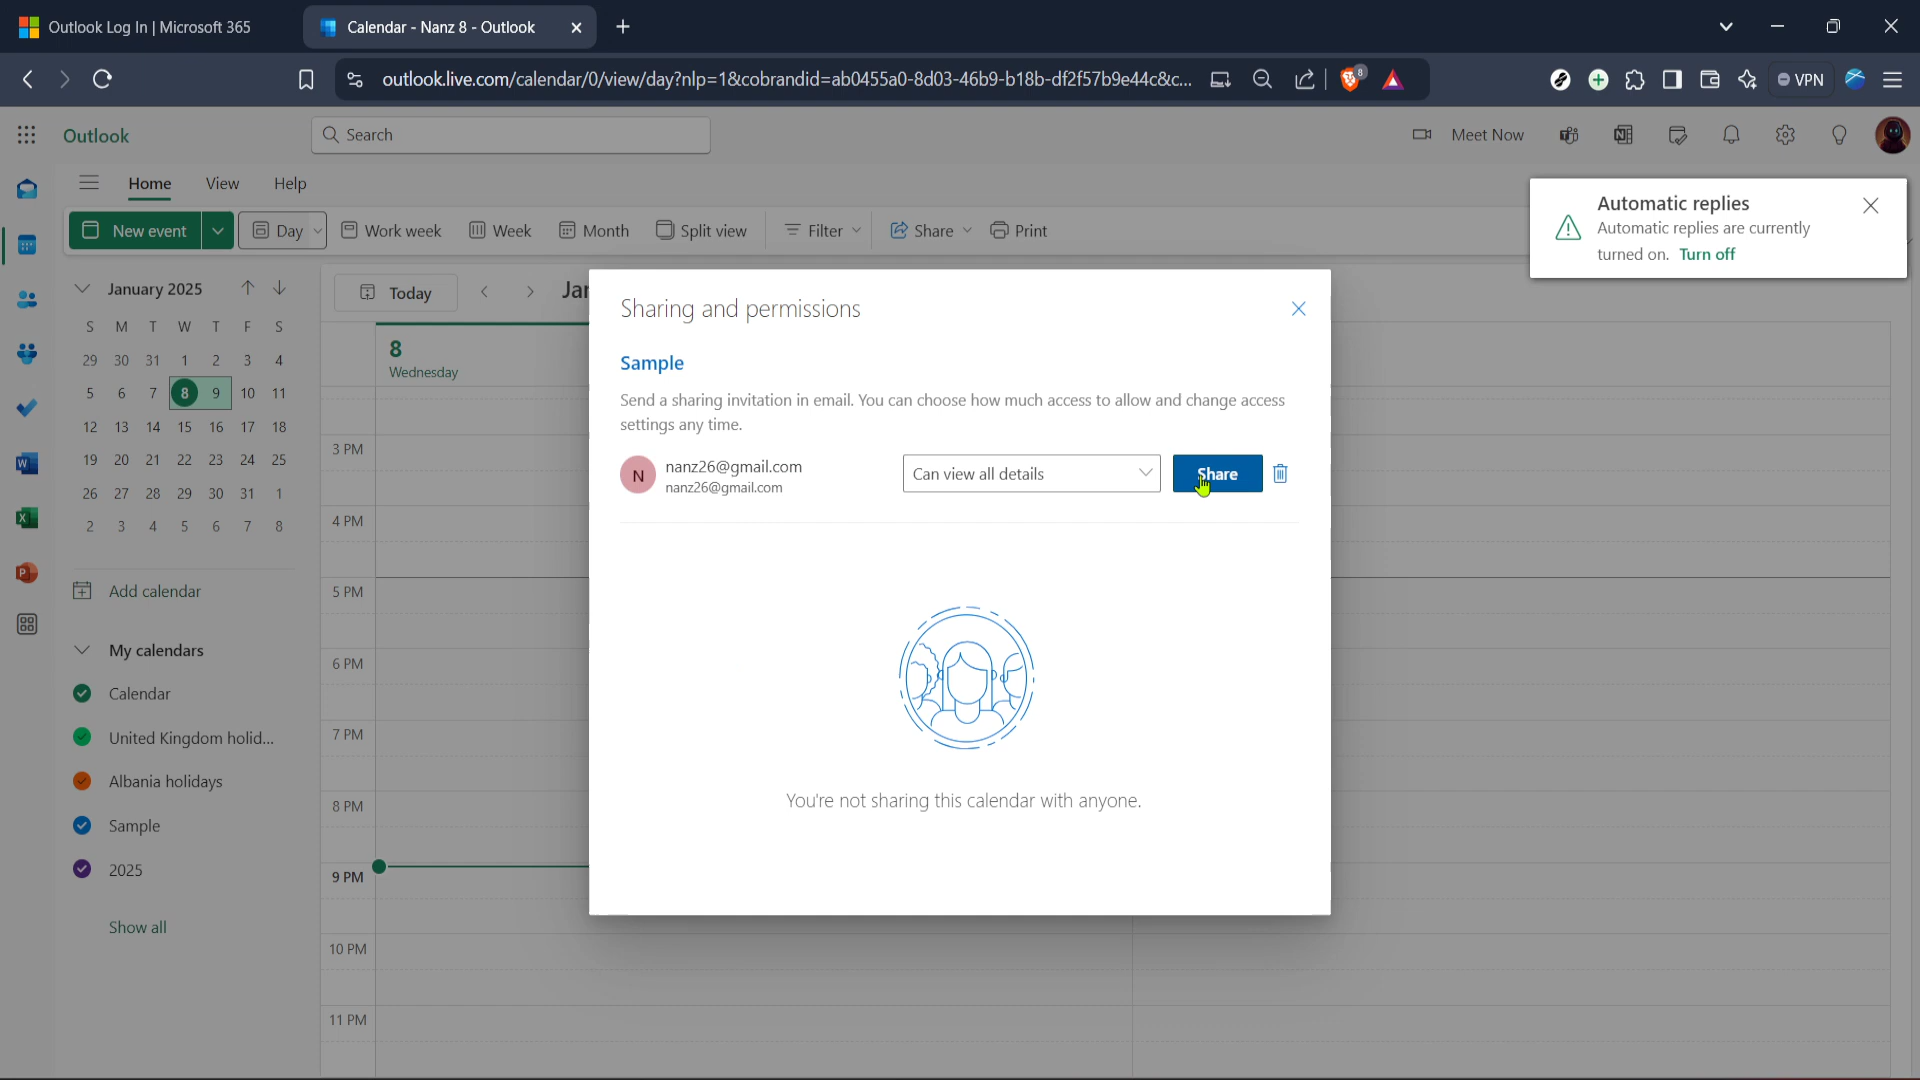 Outlook Log In | Microsoft 365
Calendar - Nanz 8 - Outlook
outlook.live.com/calendar/0/view/day?nlp=1&cobrandid=ab0455a0-8d03-46b9-b18b-df2f57b9e44c&c...
8
VPN
Outlook
Search
Meet Now
Home View Help
New event
Day
Work week
Week
Month
Split view
Filter
Share
Print
Automatic replies
Automatic replies are currently
turned on. Turn off
January 2025
S M T W T F S
29 30 31 1 2 3 4
5 6 7 8 9 10 11
12 13 14 15 16 17 18
19 20 21 22 23 24 25
26 27 28 29 30 31 1
2 3 4 5 6 7 8
Add calendar
My calendars
Calendar
United Kingdom holid...
Albania holidays
Sample
2025
Show all
Today
Jan
8
Wednesday
3 PM
4 PM
5 PM
6 PM
7 PM
8 PM
9 PM
10 PM
11 PM
Sharing and permissions
Sample
Send a sharing invitation in email. You can choose how much access to allow and change access
settings any time.
N
nanz26@gmail.com
nanz26@gmail.com
Can view all details
Share
You're not sharing this calendar with anyone.